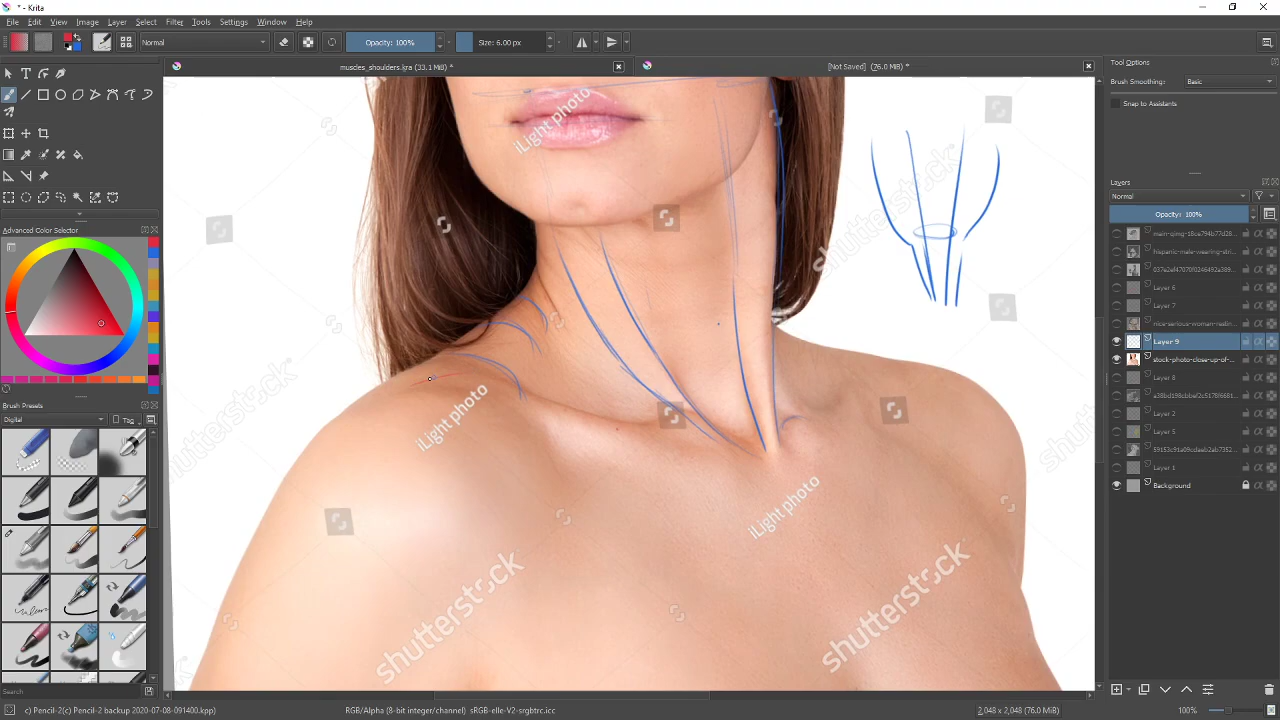 * - Krita
File Edit View Image Layer Select Filter Tools Settings Window Help
Normal Opacity: 100% Size: 6.00 px
muscles_shoulders.kra (33.1 MiB) *
[Not Saved] (76.0 MiB) *
Tool Options
Brush Smoothing: Basic
Snap to Assistants
Layers
Normal
Opacity: 100%
Layer 6
Layer 7
Layer 9
stock-photo-close-up-of-...
Layer 8
Layer 2
Layer 5
Layer 1
Background
Advanced Color Selector
Brush Presets
Digital Tag
Search
iLight photo
iLight photo
iLight photo
shutterstock
shutterstock
shutterstock
c) Pencil-2(c) Pencil-2 backup 2020-07-08-091400.kpp)
RGB/Alpha (8-bit integer/channel) sRGB-elle-V2-srgbtrc.icc
2,048 x 2,048 (76.0 MiB)
100%